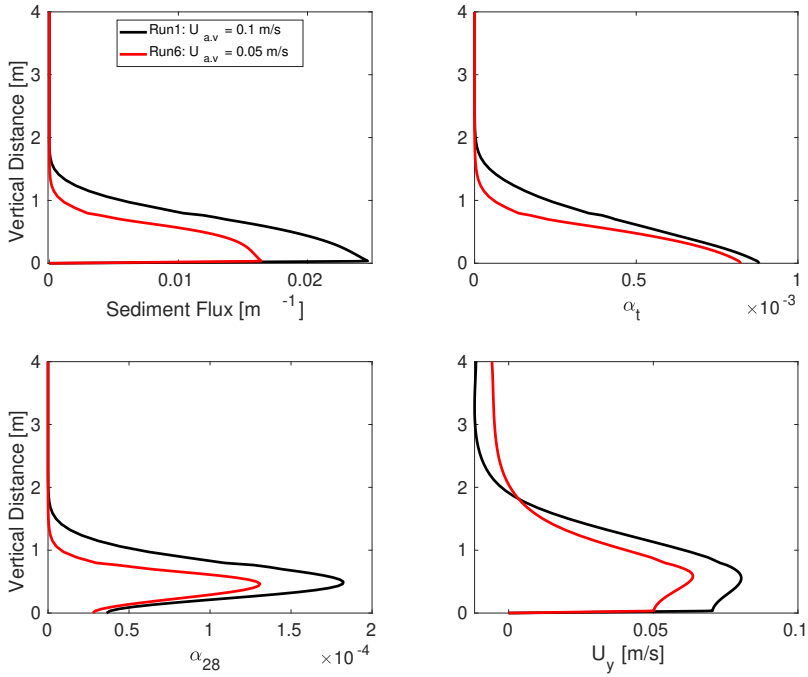 4
3
2
1
0
Vertical Distance [m]
Run1: U a.v = 0.1 m/s
Run6: U a.v = 0.05 m/s
0 0.01 0.02
Sediment Flux [m -1]
4
3
2
1
0
0 0.5 1
×10-3
αt
4
3
2
1
0
Vertical Distance [m]
0 0.5 1 1.5 2
×10-4
α28
4
3
2
1
0
0 0.05 0.1
Uy [m/s]